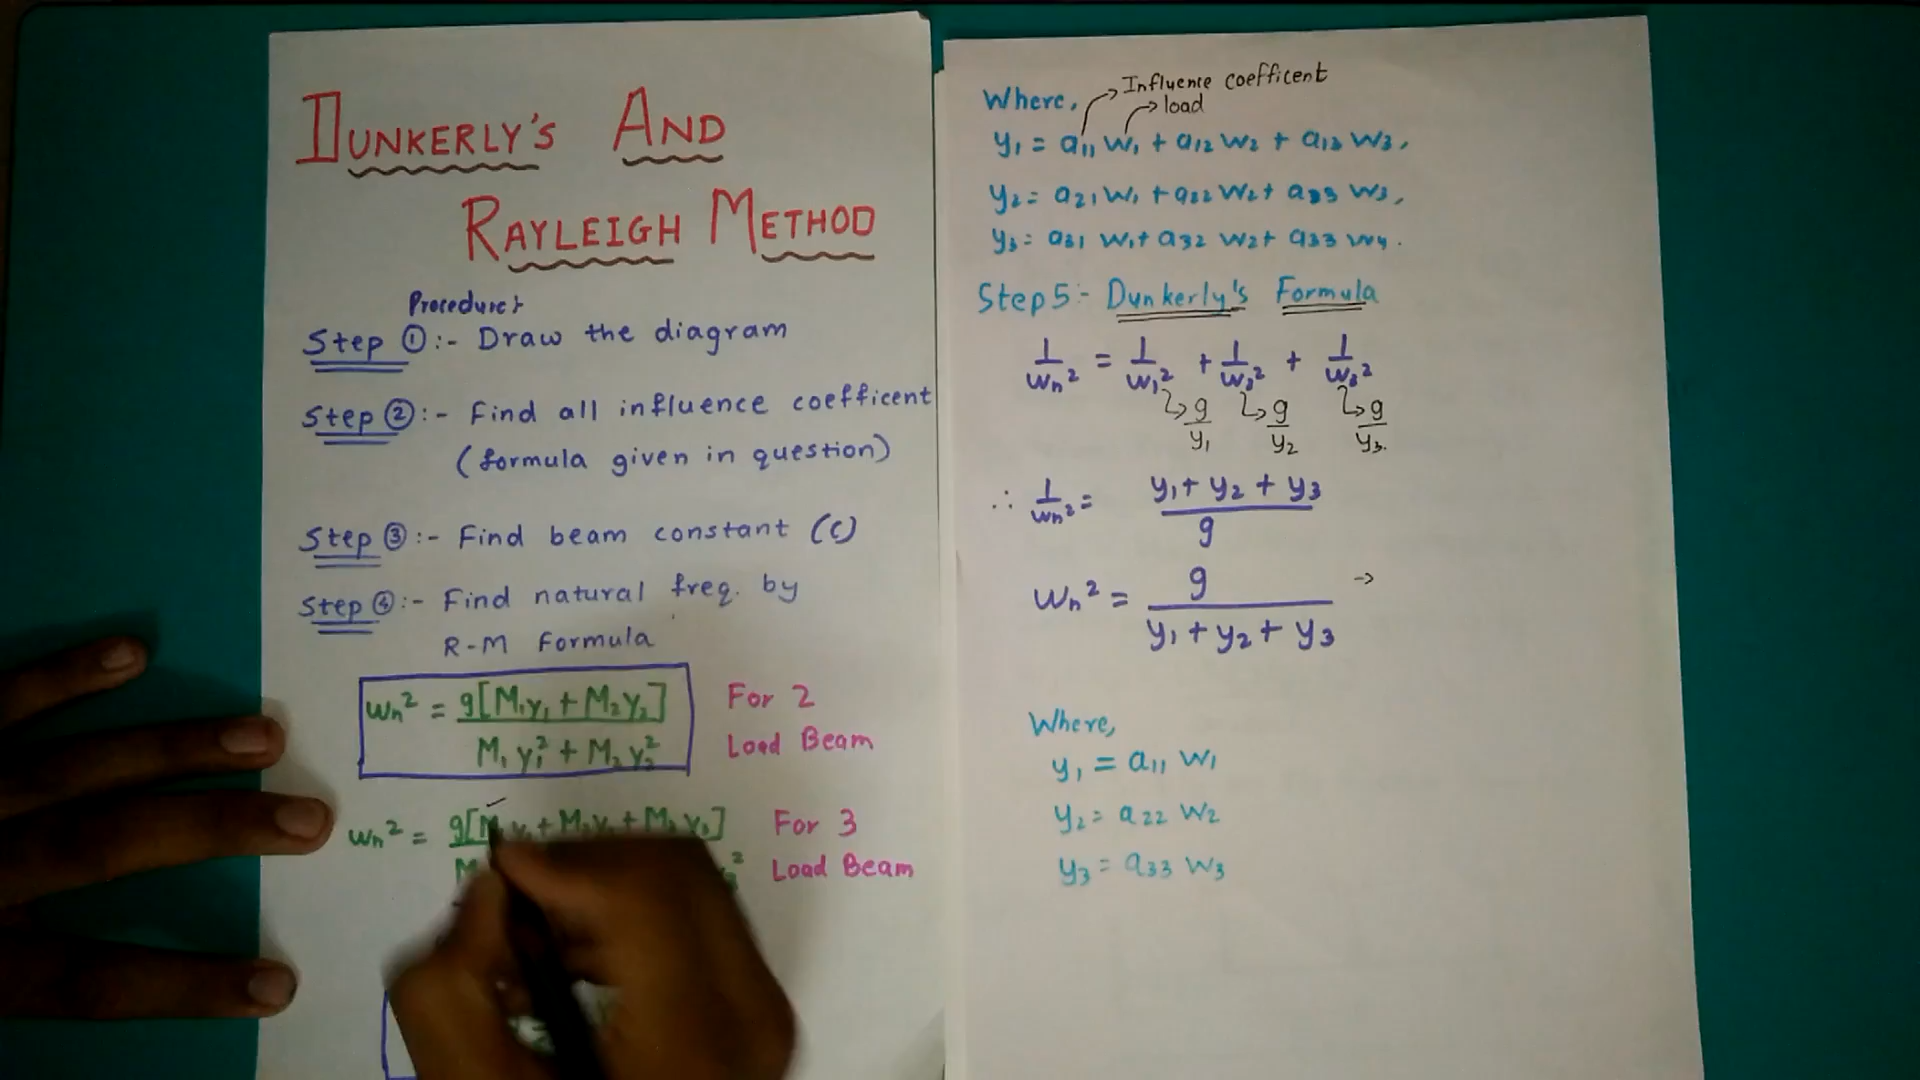 DUNKERLY'S AND
RAYLEIGH METHOD
Procedure:
Step ①:- Draw the diagram
Step ②:- Find all influence coefficent
(formula given in question)
Step ③:- Find beam constant (C)
Step ④:- Find natural freq. by
R-M Formula
Wn² = g[M₁y₁ + M₂y₂] / M₁y₁² + M₂y₂²
For 2
Load Beam
Wn² = g[M y + M₂y + M₃ y₃]
For 3
Load Beam
Where,
Influence coefficent
load
y₁ = a₁₁ W₁ + a₁₂ W₂ + a₁₃ W₃,
y₂ = a₂₁ W₁ + a₂₂ W₂ + a₃₃ W₃,
y₃ = a₃₁ W₁ + a₃₂ W₂ + a₃₃ W₄.
Step 5:- Dunkerly's Formula
1/Wn² = 1/W₁² + 1/W₂² + 1/W₃²
g/y₁ g/y₂ g/y₃.
∴ 1/Wn² = y₁ + y₂ + y₃ / g
Wn² = g / y₁ + y₂ + y₃ →
Where,
y₁ = a₁₁ W₁
y₂ = a₂₂ W₂
y₃ = a₃₃ W₃